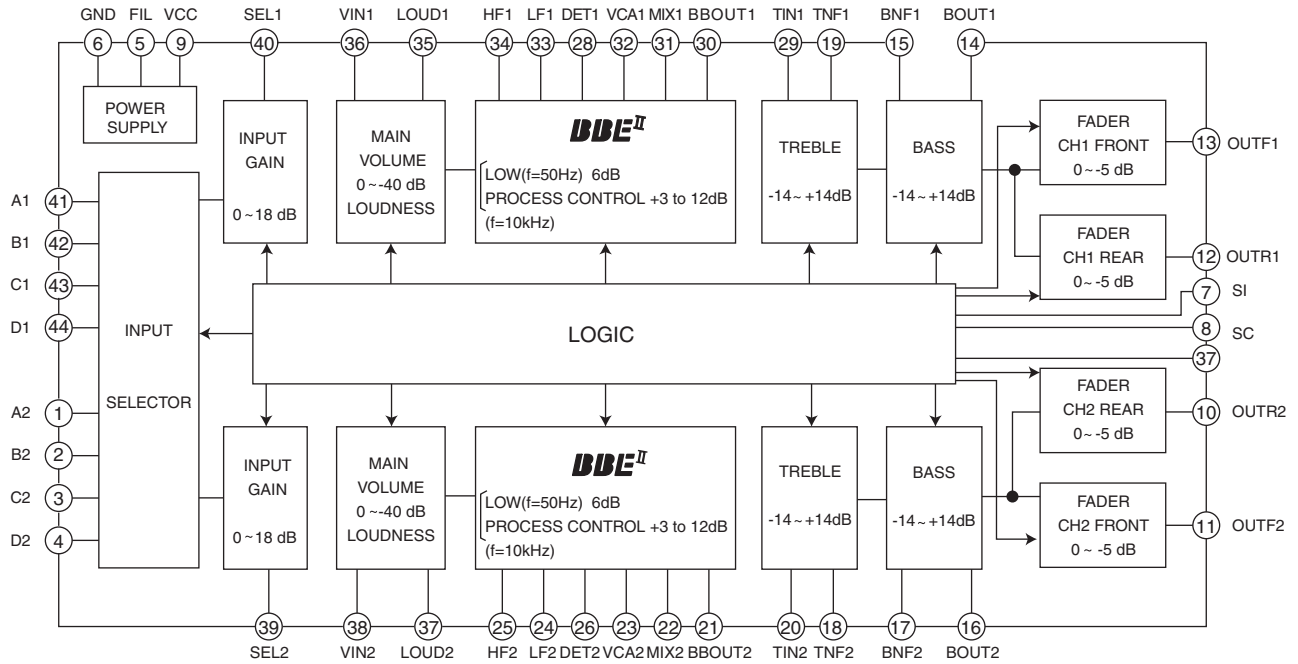 GND FIL VCC SEL1 VIN1 LOUD1 HF1 LF1 DET1 VCA1 MIX1 BBOUT1 TIN1 TNF1 BNF1 BOUT1
6 5 9 40 36 35 34 33 28 32 31 30 29 19 15 14
POWER
SUPPLY
INPUT
GAIN
0~18 dB
MAIN
VOLUME
0~-40 dB
LOUDNESS
BBE II
LOW(f=50Hz) 6dB
PROCESS CONTROL +3 to 12dB
(f=10kHz)
TREBLE
-14~+14dB
BASS
-14~+14dB
FADER
CH1 FRONT
0~-5 dB
13 OUTF1
FADER
CH1 REAR
0~-5 dB
12 OUTR1
A1 41
B1 42
C1 43
D1 44
INPUT
SELECTOR
A2 1
B2 2
C2 3
D2 4
LOGIC
7 SI
8 SC
37
FADER
CH2 REAR
0~-5 dB
10 OUTR2
FADER
CH2 FRONT
0~-5 dB
11 OUTF2
INPUT
GAIN
0~18 dB
MAIN
VOLUME
0~-40 dB
LOUDNESS
BBE II
LOW(f=50Hz) 6dB
PROCESS CONTROL +3 to 12dB
(f=10kHz)
TREBLE
-14~+14dB
BASS
-14~+14dB
39 38 37 25 24 26 23 22 21 20 18 17 16
SEL2 VIN2 LOUD2 HF2 LF2 DET2 VCA2 MIX2 BBOUT2 TIN2 TNF2 BNF2 BOUT2